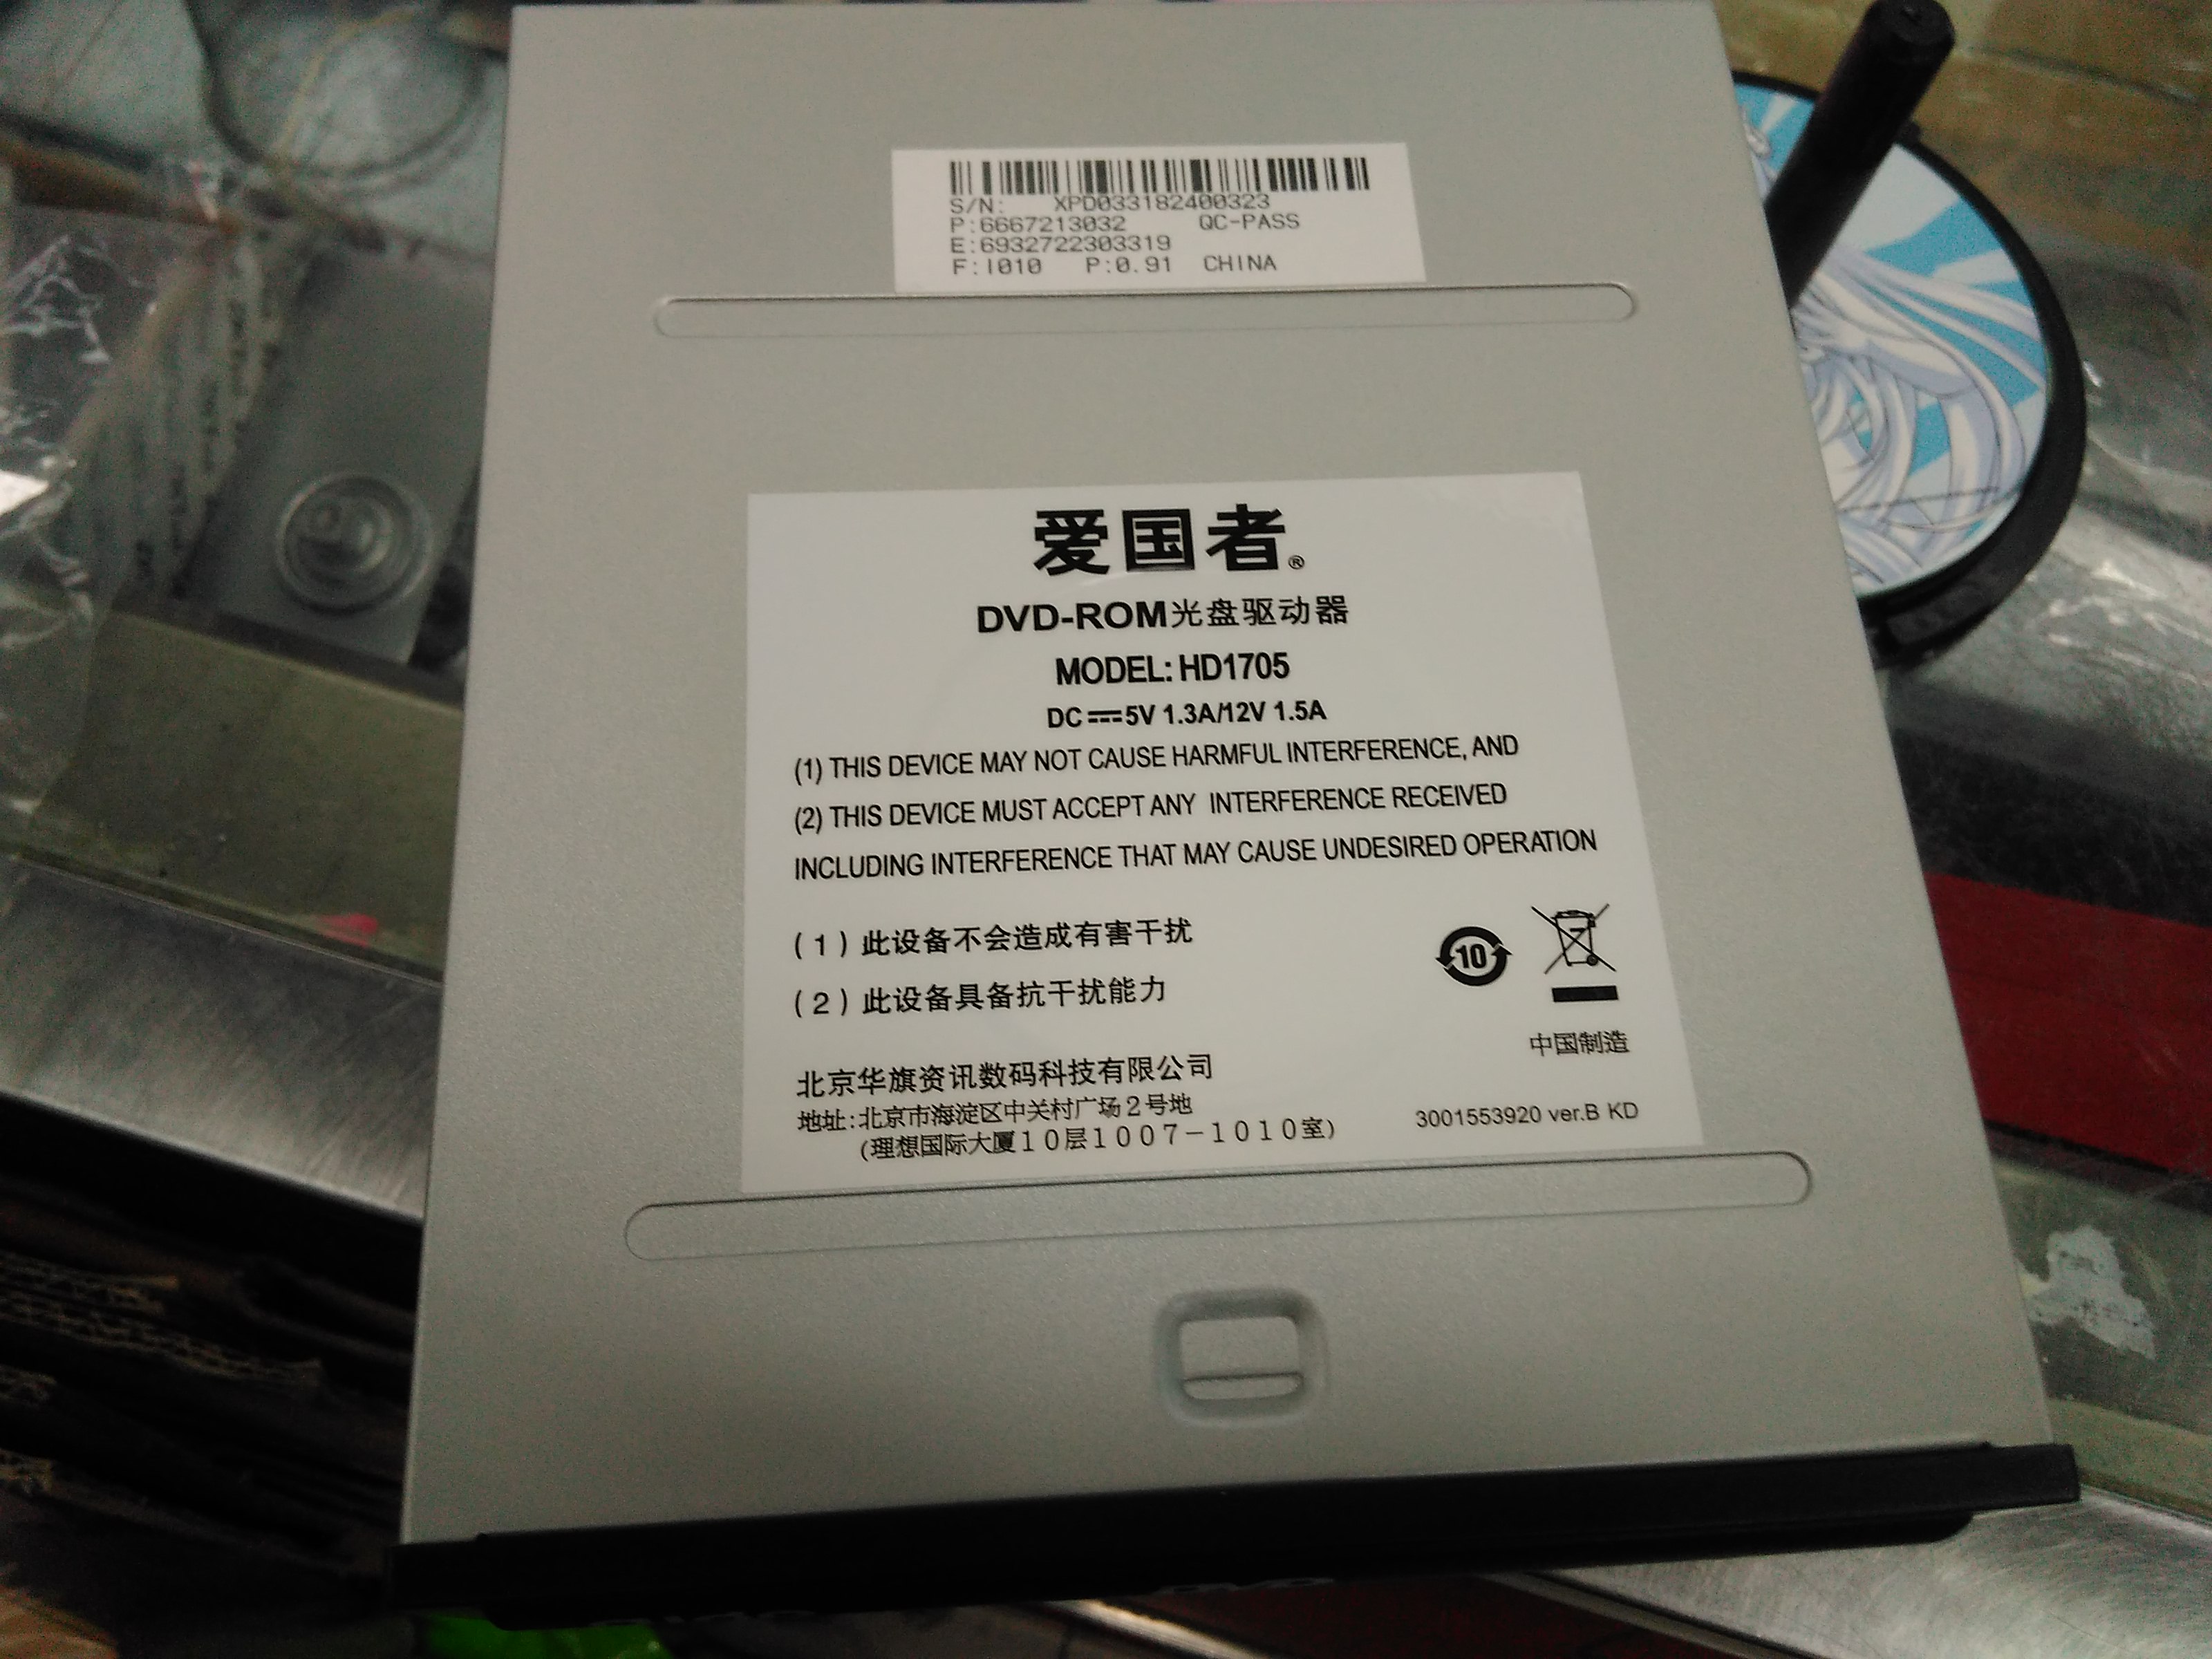 S/N: XPD033182400323
P:6667213032 QC-PASS
E:6932722303319
F:I010 P:0.91 CHINA
爱国者®
DVD-ROM光盘驱动器
MODEL: HD1705
DC 5V 1.3A/12V 1.5A
(1) THIS DEVICE MAY NOT CAUSE HARMFUL INTERFERENCE, AND
(2) THIS DEVICE MUST ACCEPT ANY INTERFERENCE RECEIVED
INCLUDING INTERFERENCE THAT MAY CAUSE UNDESIRED OPERATION
(1)此设备不会造成有害干扰
(2)此设备具备抗干扰能力
10
中国制造
北京华旗资讯数码科技有限公司
地址:北京市海淀区中关村广场2号地
(理想国际大厦10层1007-1010室)
3001553920 ver.B KD